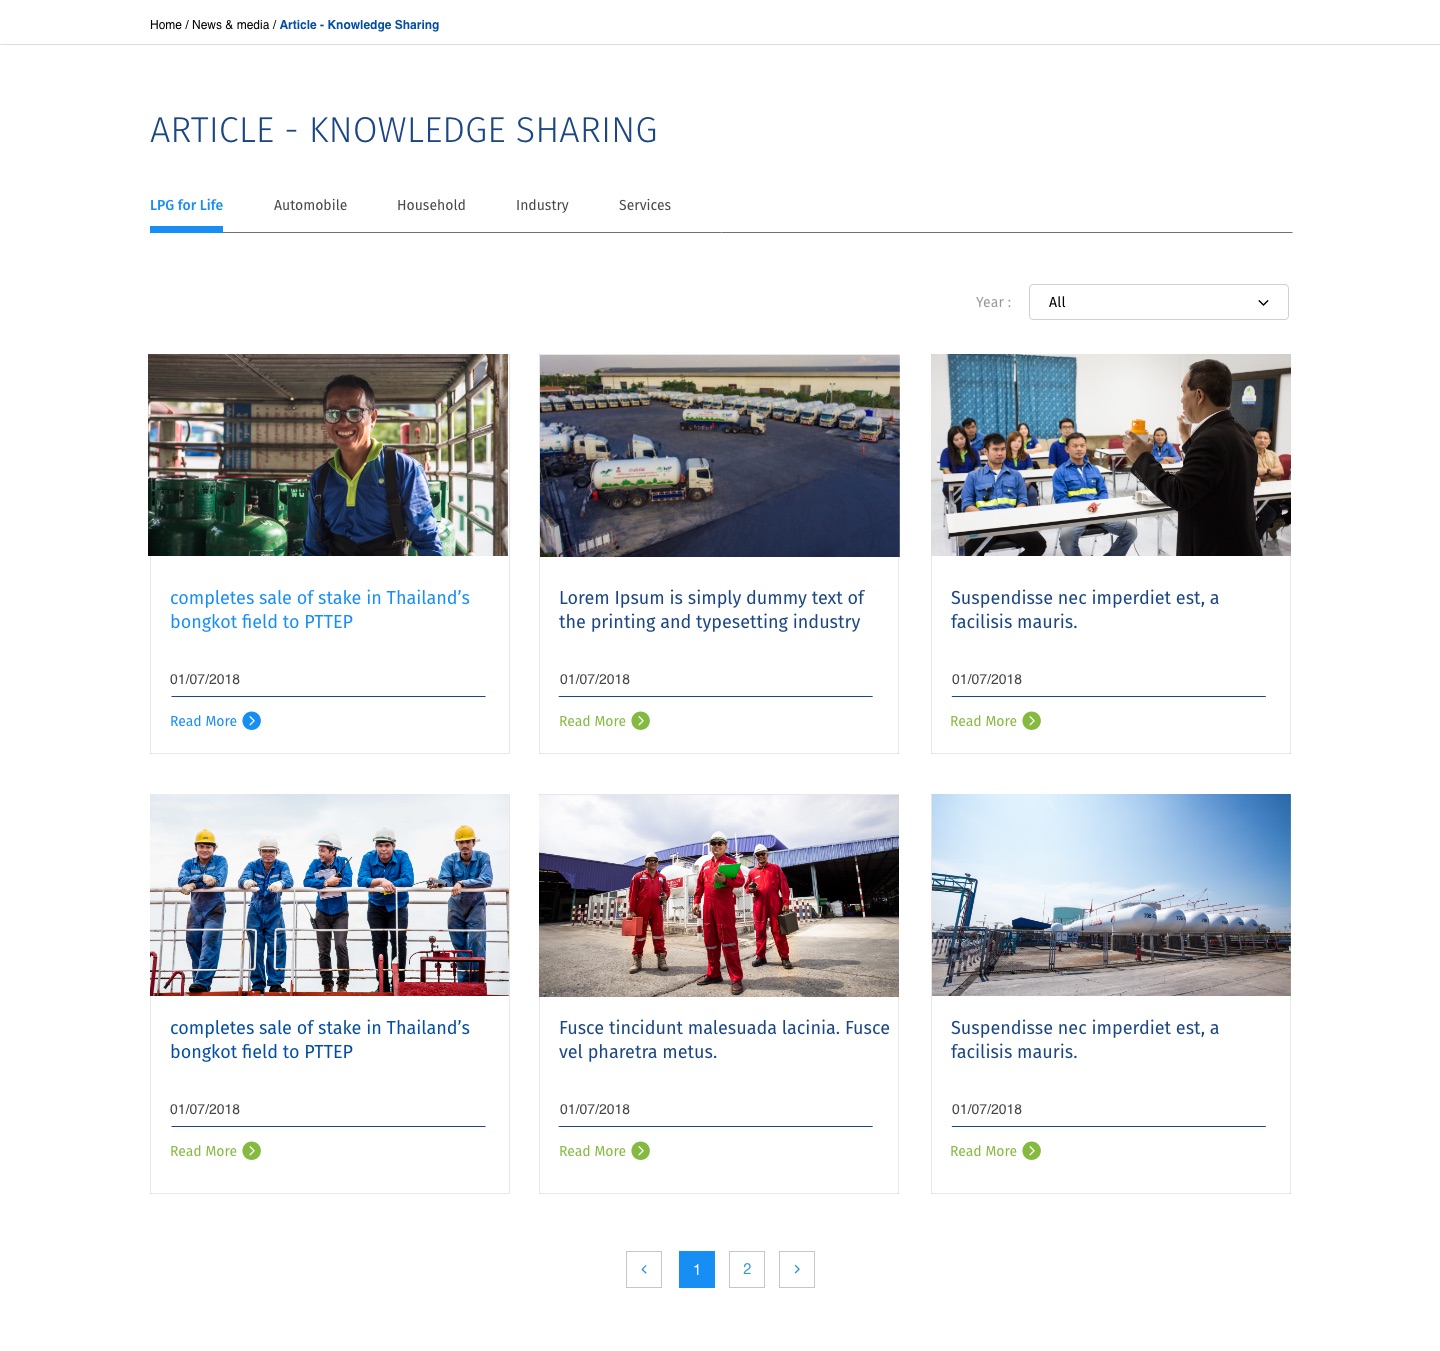 Home / News & media / Article - Knowledge Sharing
ARTICLE - KNOWLEDGE SHARING
LPG for Life
Automobile
Household
Industry
Services
Year :
All
completes sale of stake in Thailand’s
bongkot field to PTTEP
01/07/2018
Read More
Lorem Ipsum is simply dummy text of
the printing and typesetting industry
01/07/2018
Read More
Suspendisse nec imperdiet est, a
facilisis mauris.
01/07/2018
Read More
completes sale of stake in Thailand’s
bongkot field to PTTEP
01/07/2018
Read More
Fusce tincidunt malesuada lacinia. Fusce
vel pharetra metus.
01/07/2018
Read More
Suspendisse nec imperdiet est, a
facilisis mauris.
01/07/2018
Read More
1
2